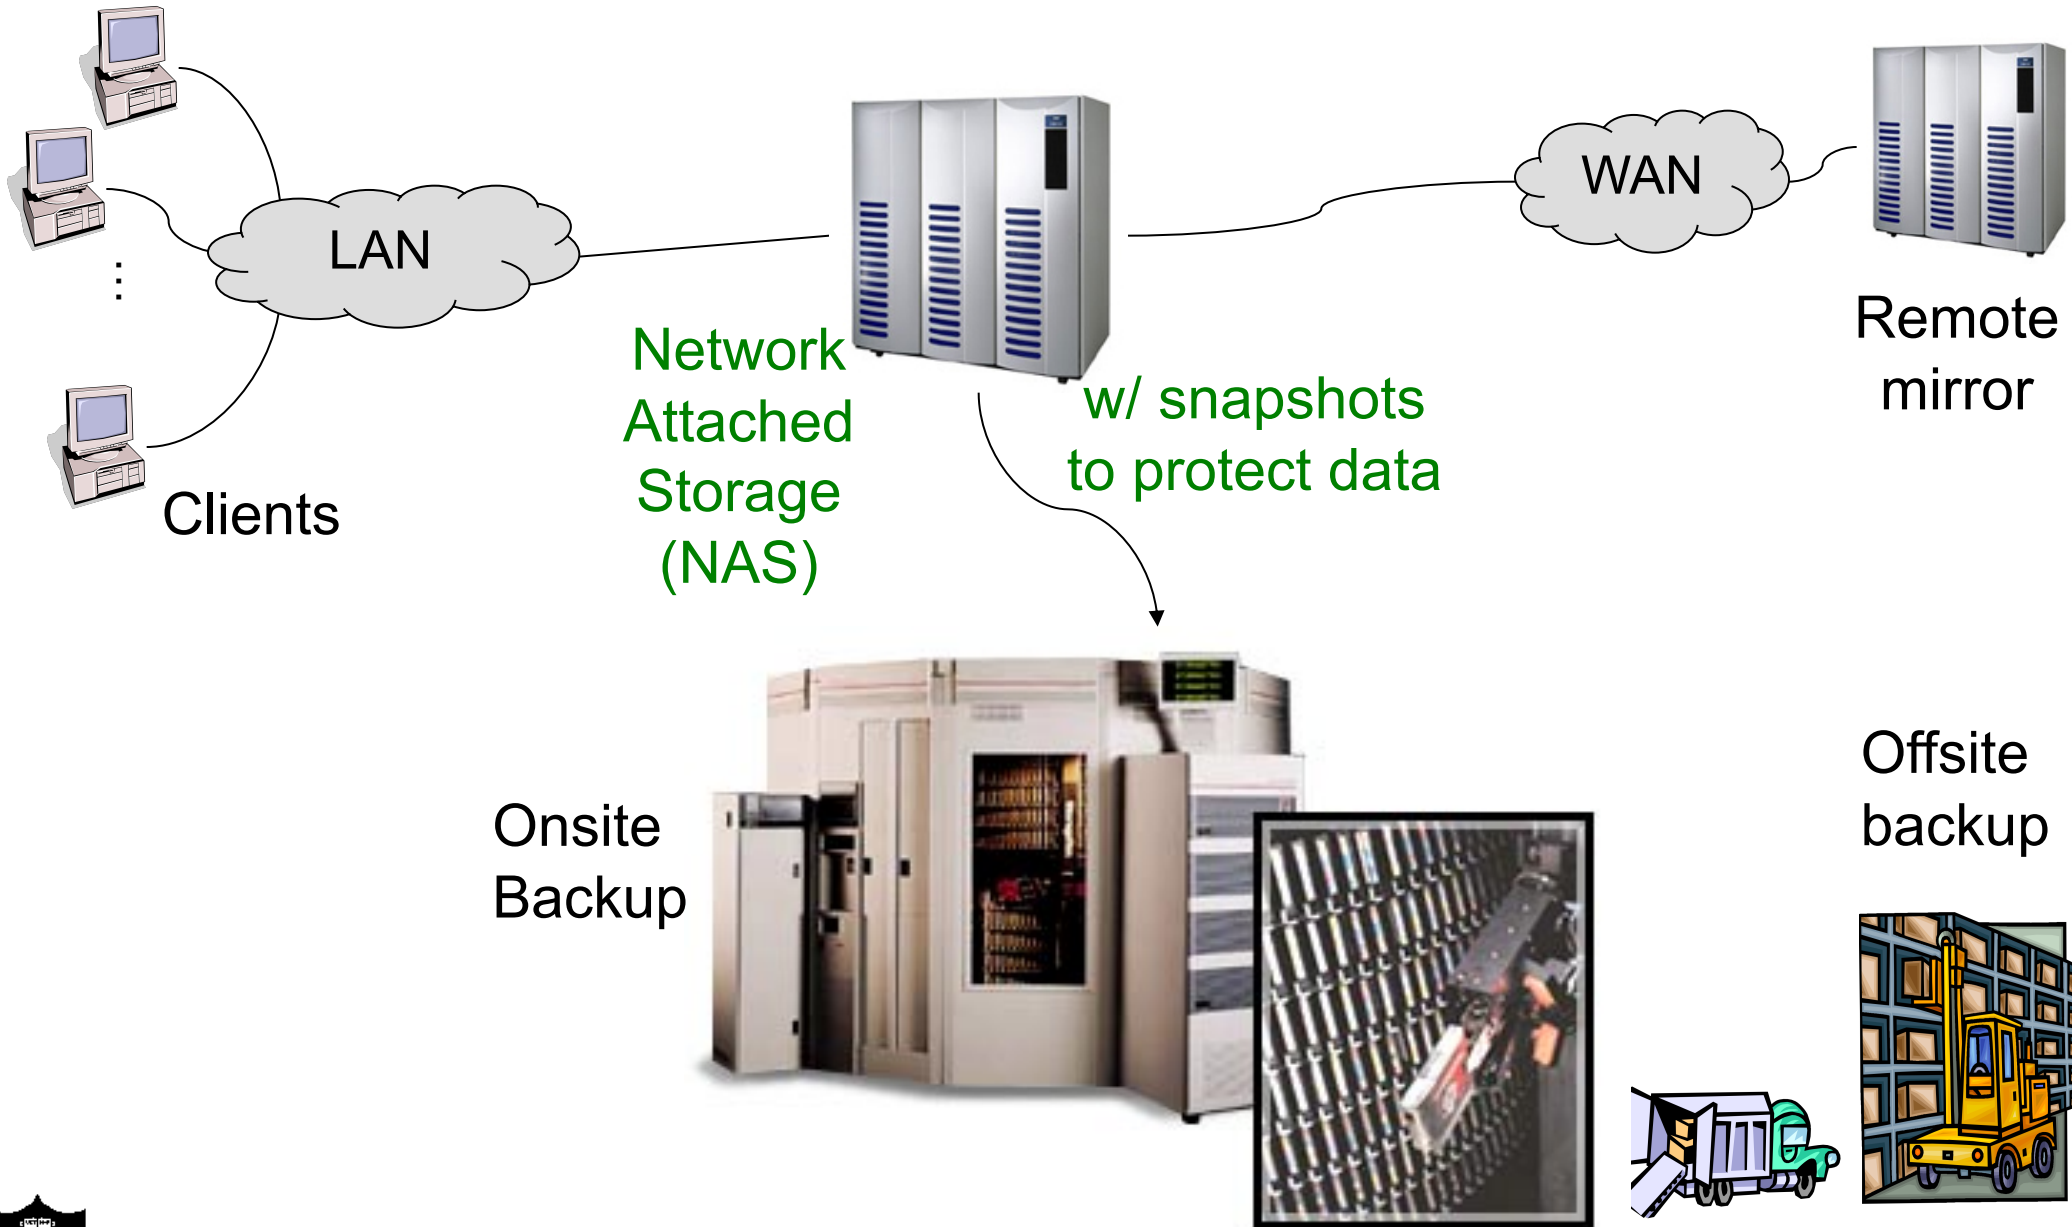 LAN
WAN
Network
Attached
Storage
(NAS)
w/ snapshots
to protect data
Remote
mirror
⋮
Clients
Onsite
Backup
Offsite
backup